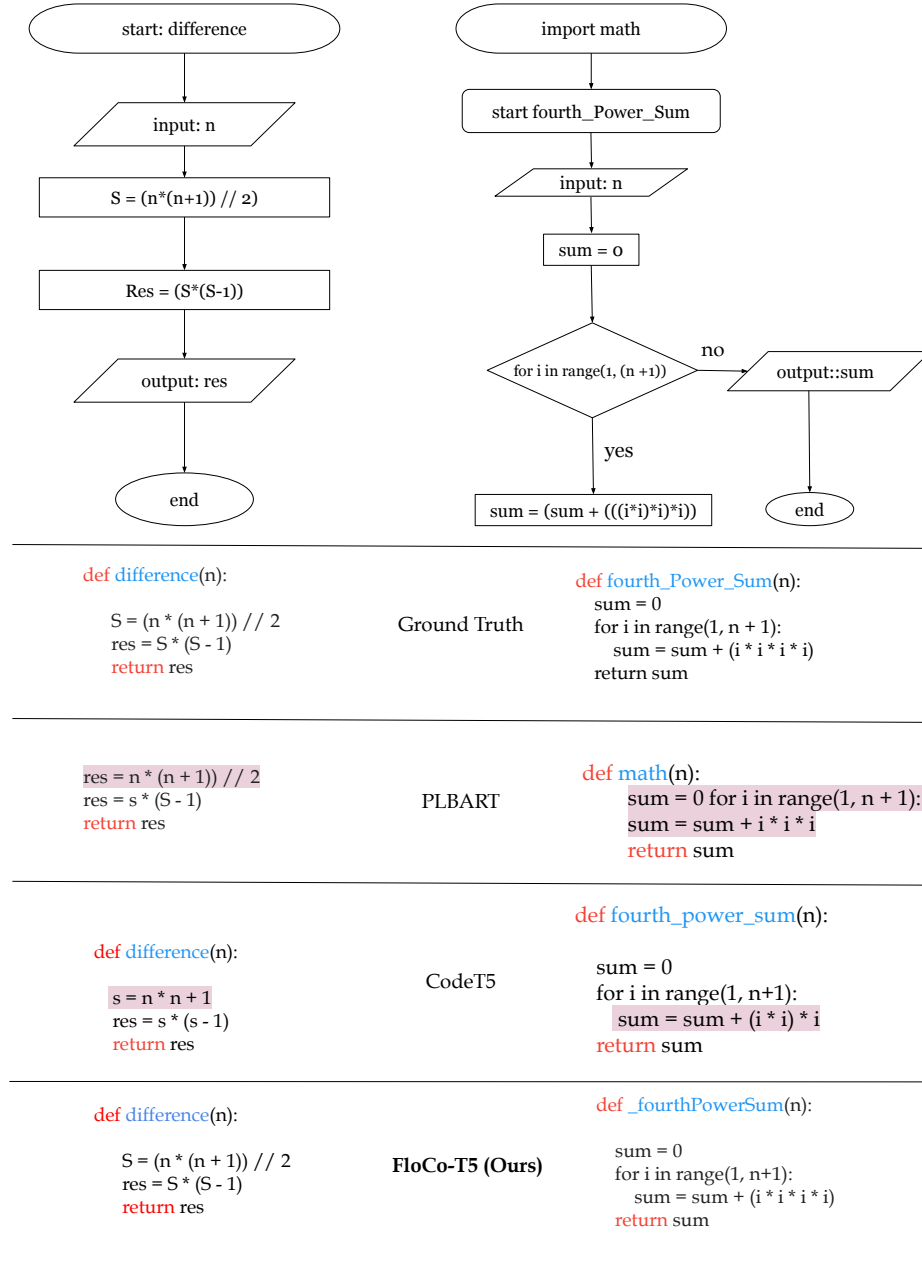 start: difference
input: n
S = (n*(n+1)) // 2)
Res = (S*(S-1))
output: res
end
import math
start fourth_Power_Sum
input: n
sum = 0
for i in range(1, (n +1))
no
output::sum
yes
sum = (sum + (((i*i)*i)*i))
end
def difference(n):
S = (n * (n + 1)) // 2
res = S * (S - 1)
return res
Ground Truth
def fourth_Power_Sum(n):
sum = 0
for i in range(1, n + 1):
sum = sum + (i * i * i * i)
return sum
res = n * (n + 1)) // 2
res = s * (S - 1)
return res
PLBART
def math(n):
sum = 0 for i in range(1, n + 1):
sum = sum + i * i * i
return sum
def difference(n):
s = n * n + 1
res = s * (s - 1)
return res
CodeT5
def fourth_power_sum(n):
sum = 0
for i in range(1, n+1):
sum = sum + (i * i) * i
return sum
def difference(n):
S = (n * (n + 1)) // 2
res = S * (S - 1)
return res
FloCo-T5 (Ours)
def _fourthPowerSum(n):
sum = 0
for i in range(1, n+1):
sum = sum + (i * i * i * i)
return sum